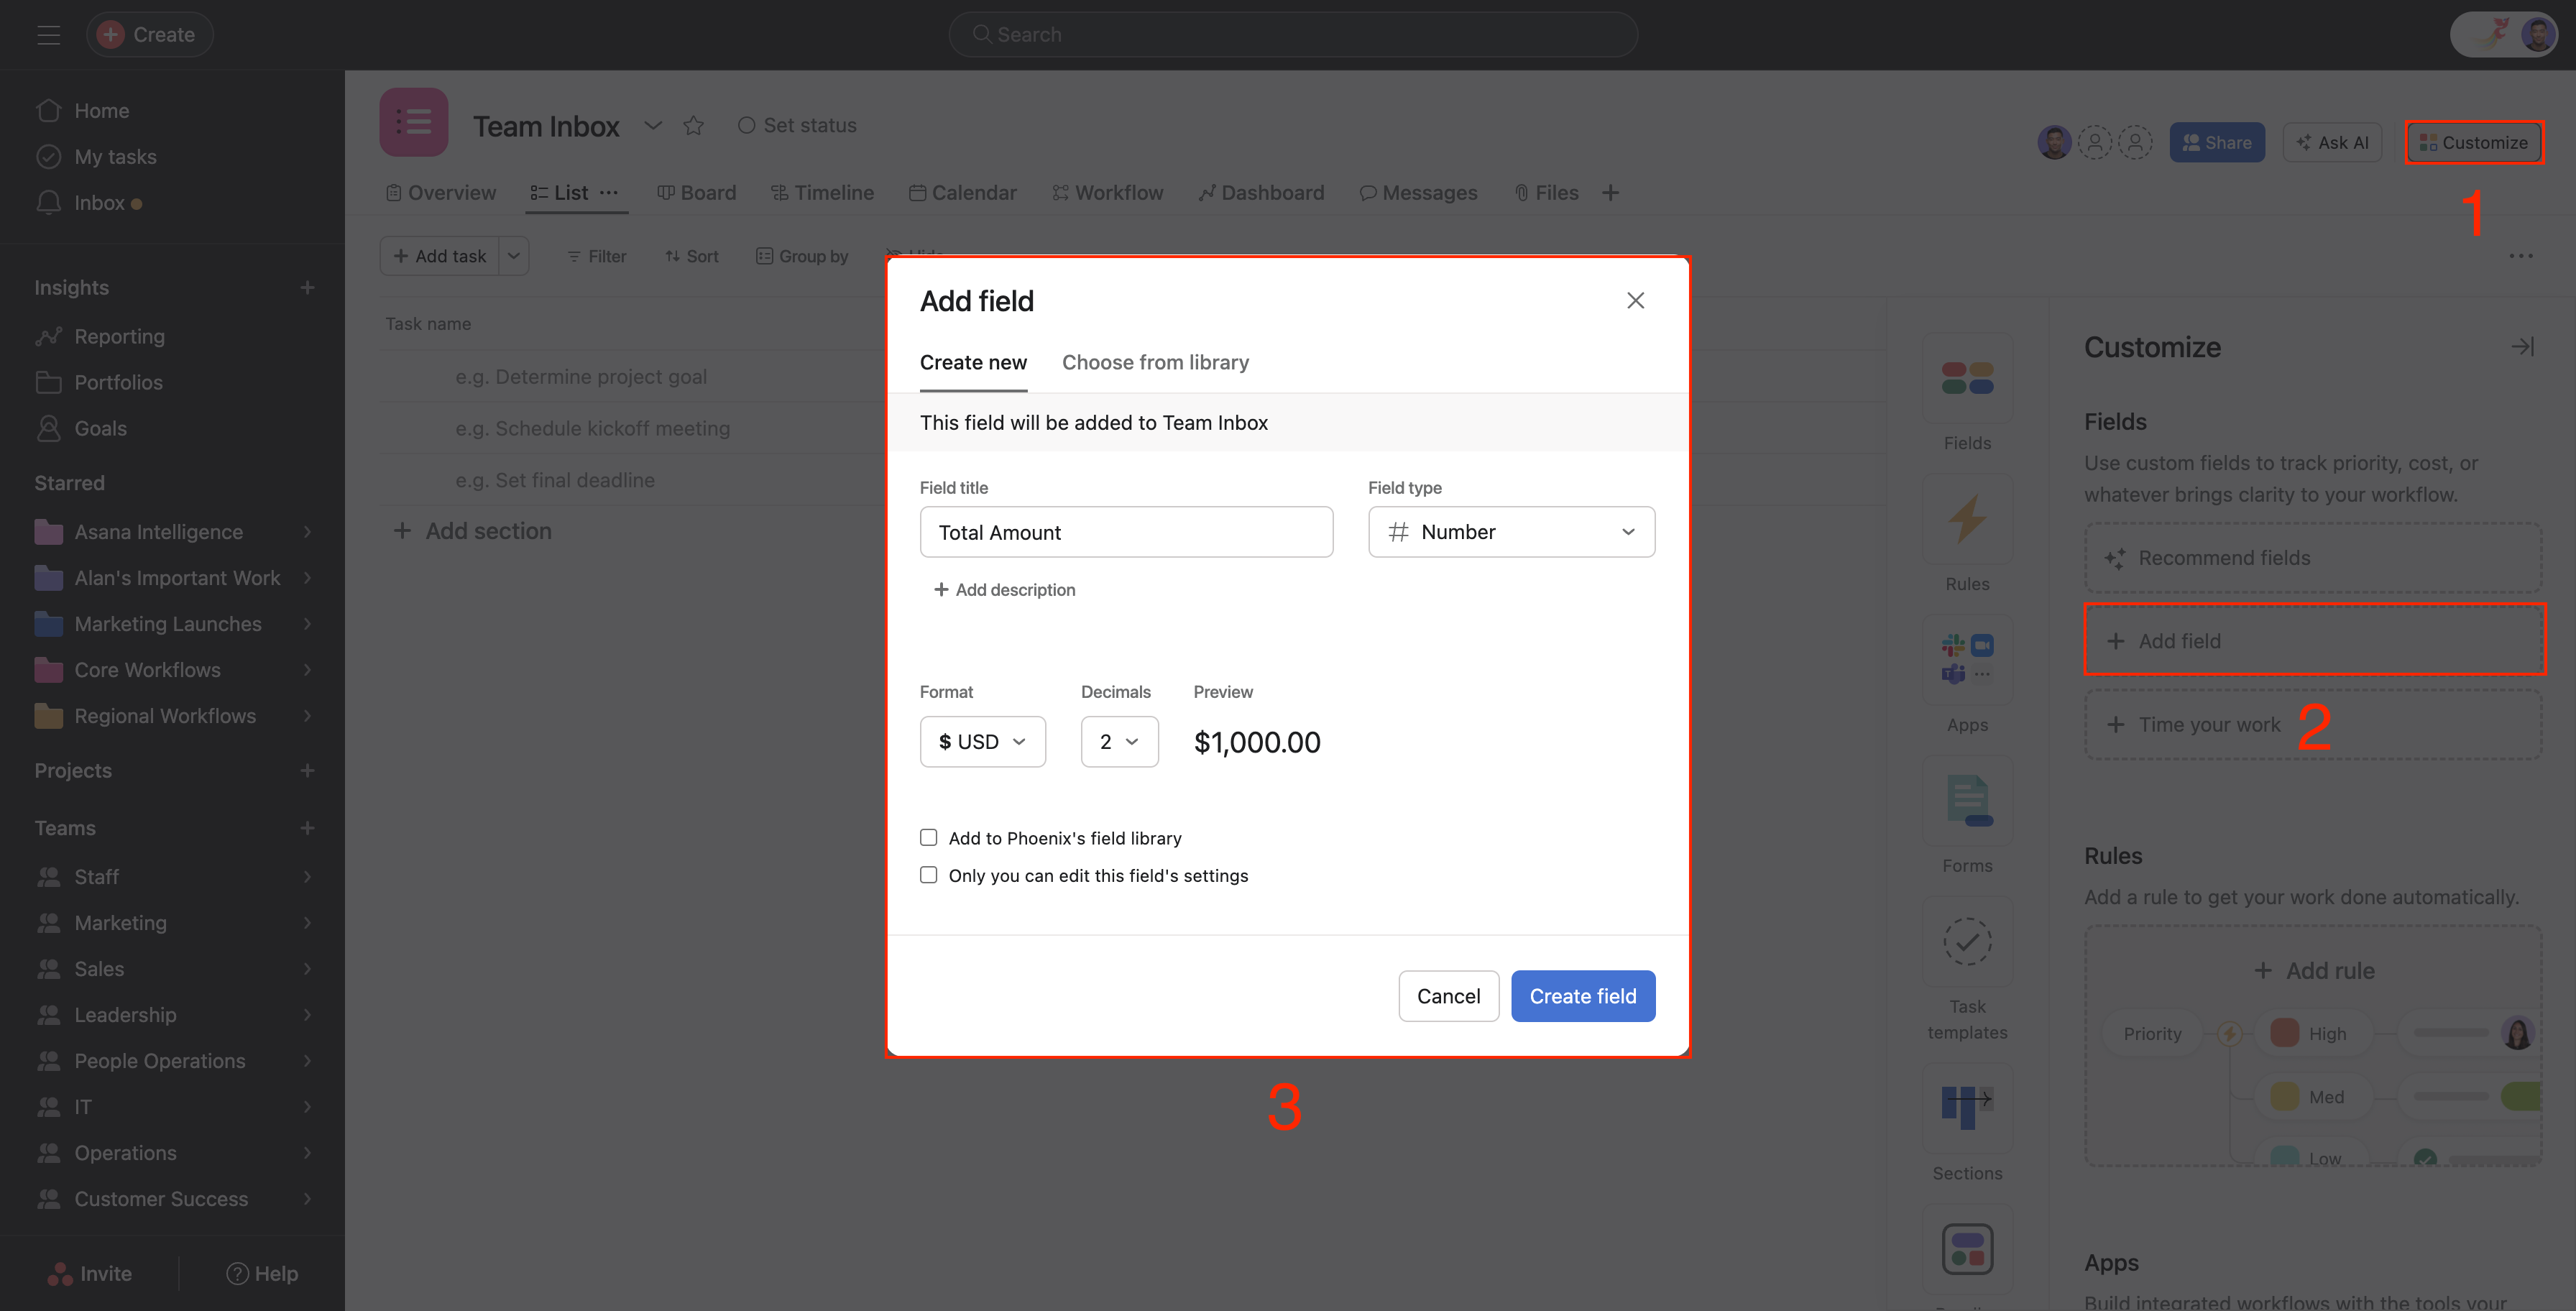 Create
Search
Home
My tasks
Inbox
Insights
Reporting
Portfolios
Goals
Starred
Asana Intelligence
Alan's Important Work
Marketing Launches
Core Workflows
Regional Workflows
Projects
Teams
Staff
Marketing
Sales
Leadership
People Operations
IT
Operations
Customer Success
Invite
Help
Team Inbox
Set status
Share
Ask AI
Customize
1
Overview
List
Board
Timeline
Calendar
Workflow
Dashboard
Messages
Files
Add task
Filter
Sort
Group by
Hide
Task name
e.g. Determine project goal
e.g. Schedule kickoff meeting
e.g. Set final deadline
Add section
Add field
Create new
Choose from library
This field will be added to Team Inbox
Field title
Field type
Total Amount
# Number
+ Add description
Format
Decimals
Preview
$ USD
2
$1,000.00
Add to Phoenix's field library
Only you can edit this field's settings
Cancel
Create field
3
Fields
Rules
Apps
Forms
Task
templates
Sections
Customize
Fields
Use custom fields to track priority, cost, or
whatever brings clarity to your workflow.
Recommend fields
+ Add field
+ Time your work
2
Rules
Add a rule to get your work done automatically.
+ Add rule
Priority
High
Med
Low
Apps
Build integrated workflows with the tools your